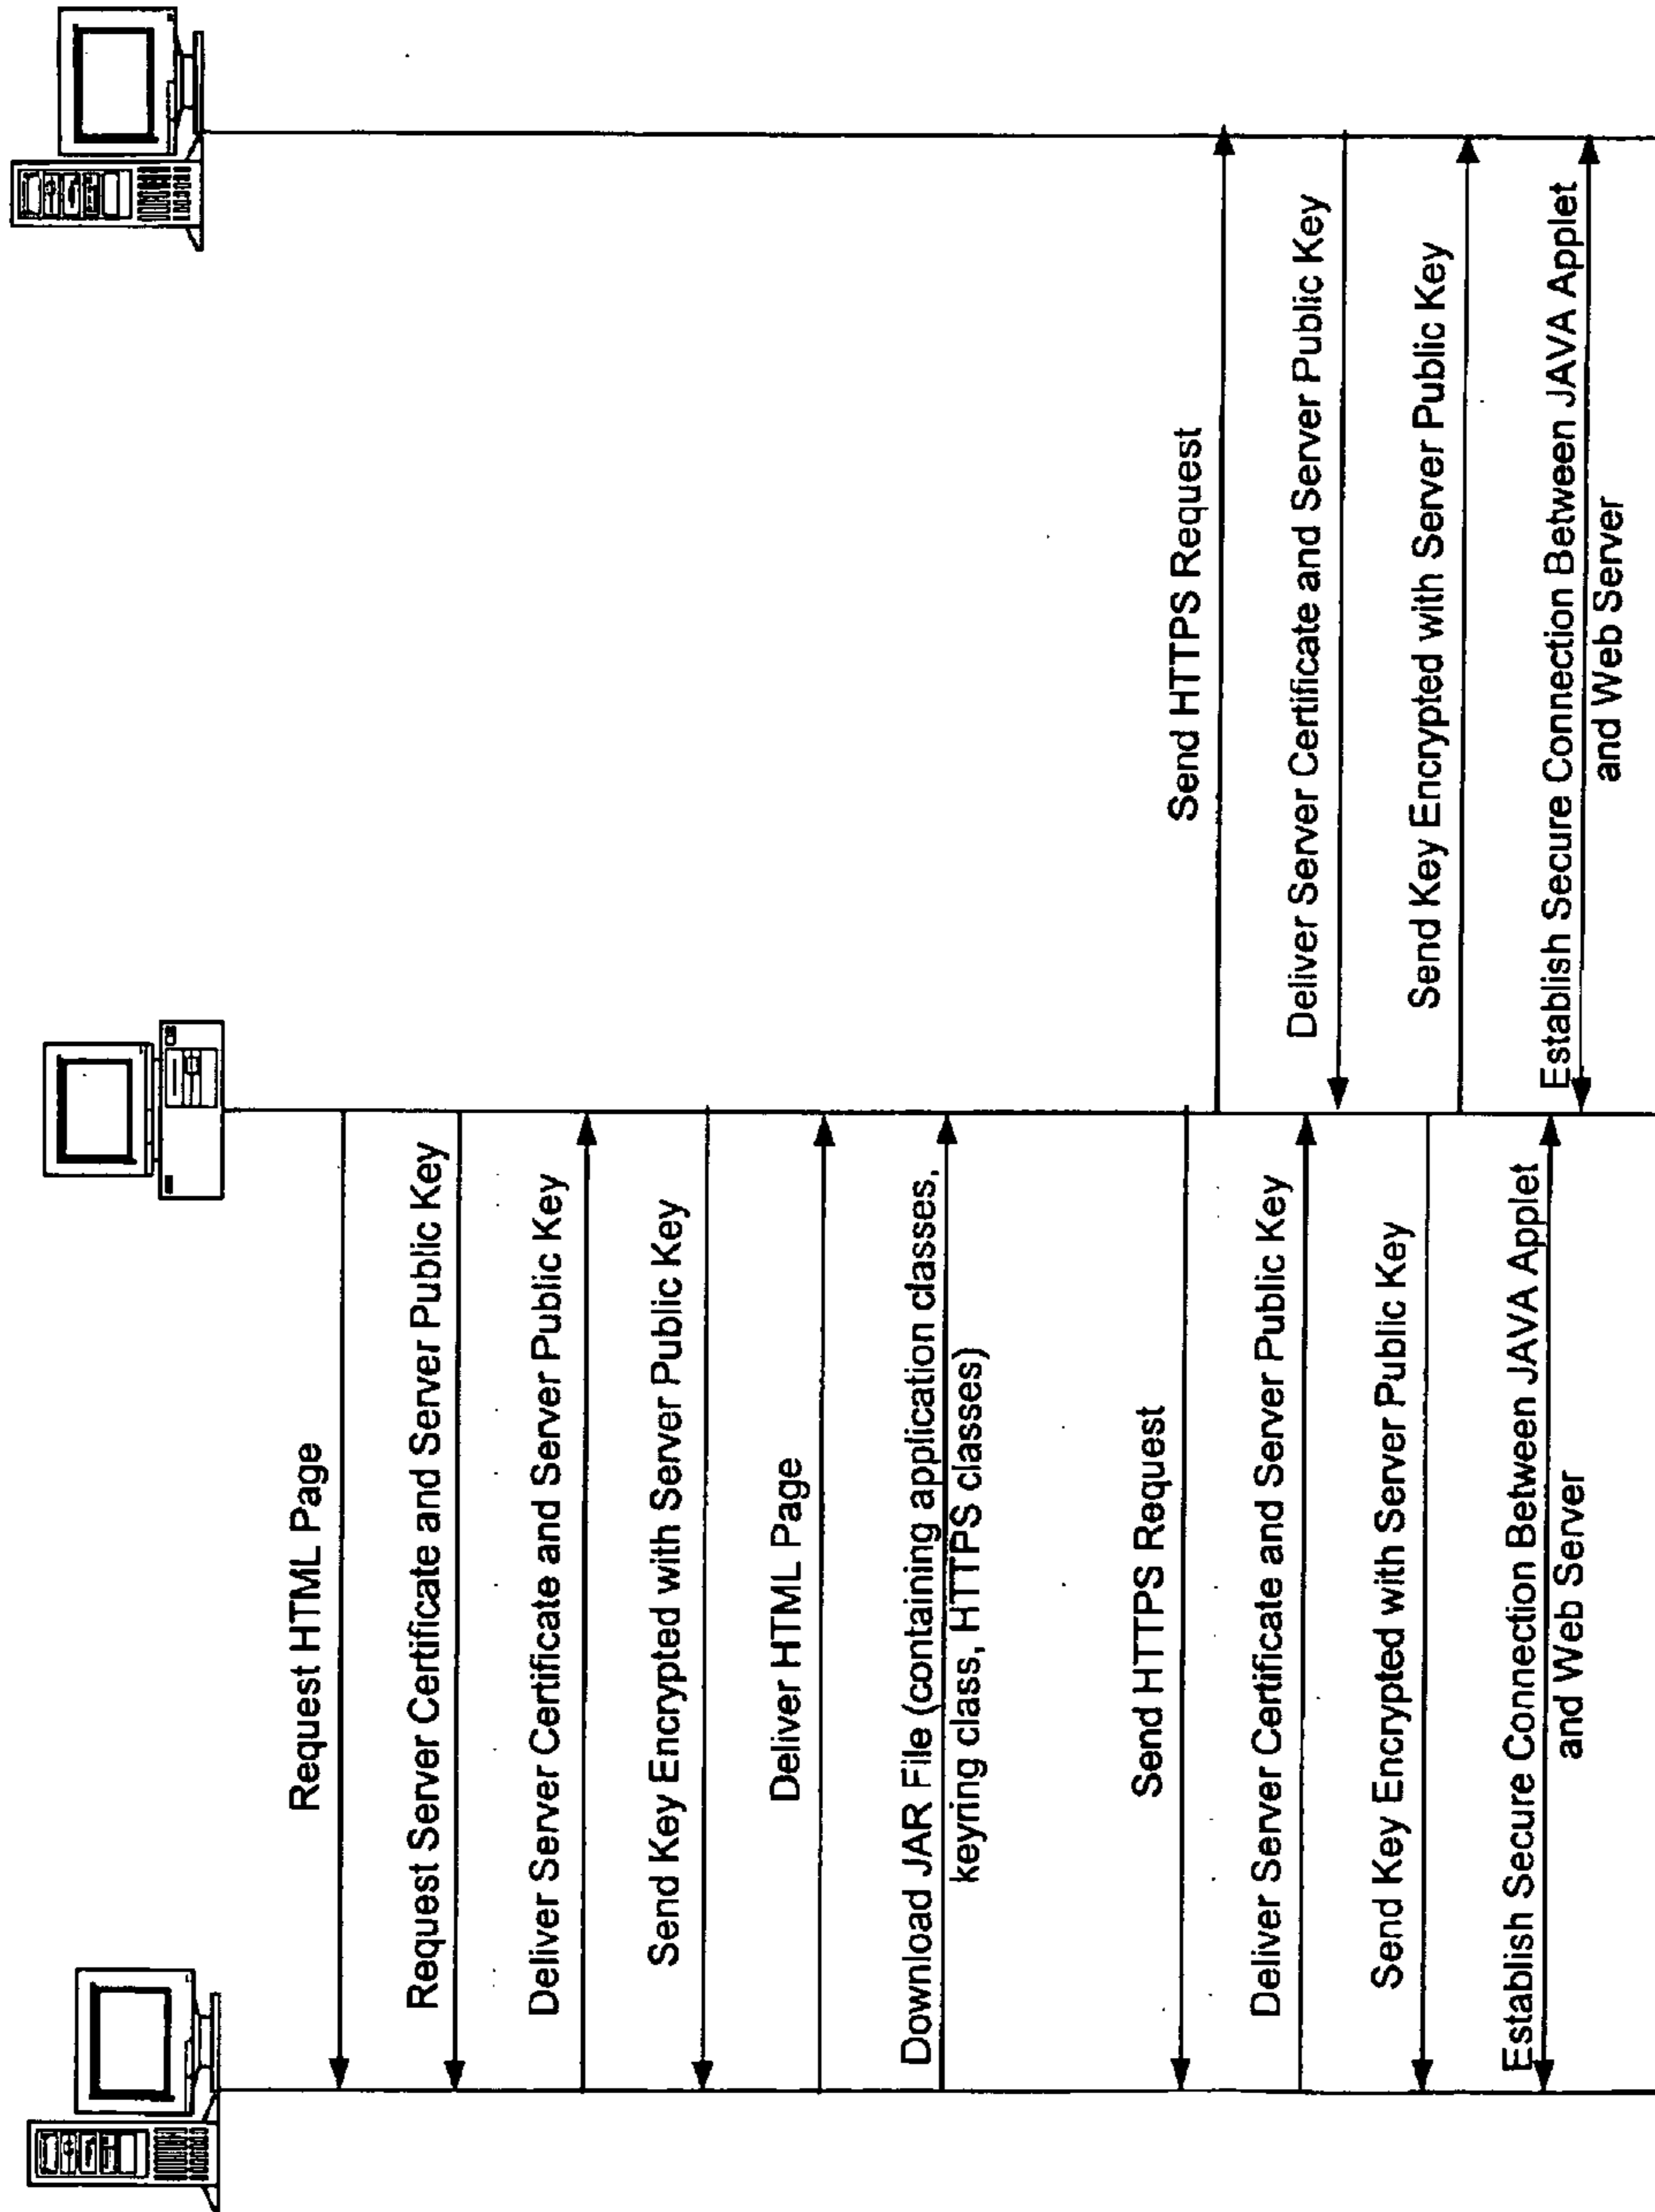 Request HTML Page
Request Server Certificate and Server Public Key
Deliver Server Certificate and Server Public Key
Send Key Encrypted with Server Public Key
Deliver HTML Page
Download JAR File (containing application classes,
keyring class, HTTPS classes)
Send HTTPS Request
Deliver Server Certificate and Server Public Key
Send Key Encrypted with Server Public Key
Establish Secure Connection Between JAVA Applet
and Web Server
Send HTTPS Request
Deliver Server Certificate and Server Public Key
Send Key Encrypted with Server Public Key
Establish Secure Connection Between JAVA Applet
and Web Server